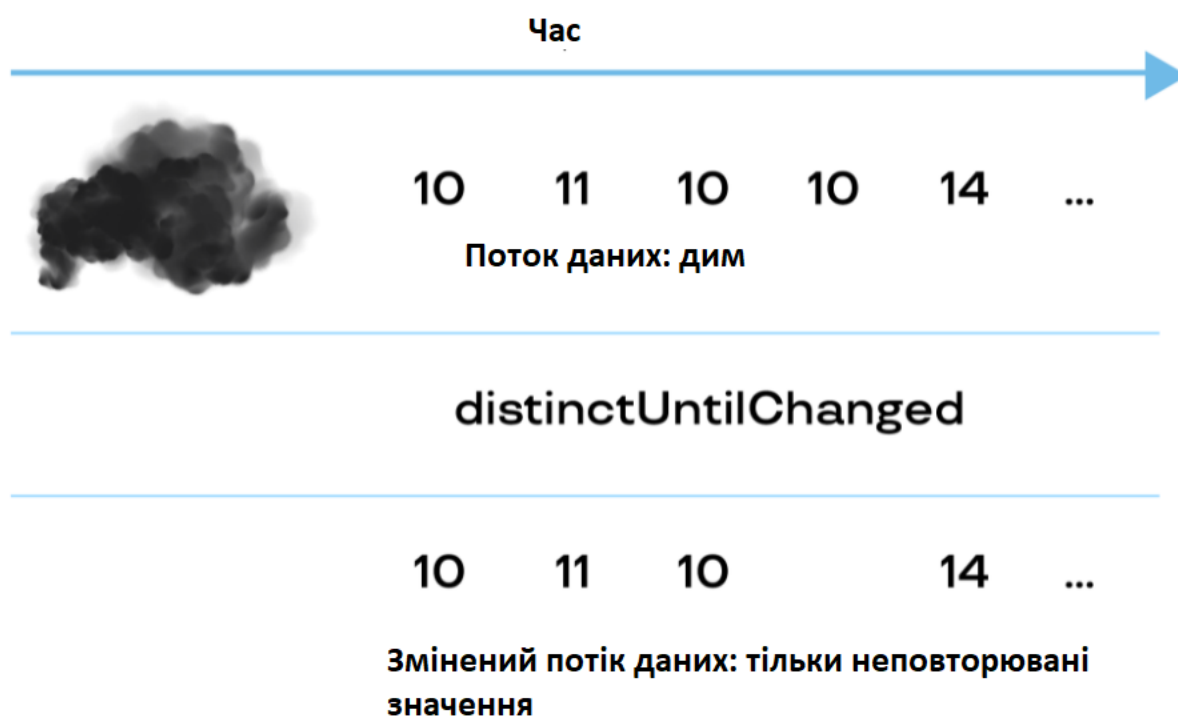 Час
10 11 10 10 14 ...
Поток даних: дим
distinctUntilChanged
10 11 10 14 ...
Змінений потік даних: тільки неповторювані
значення